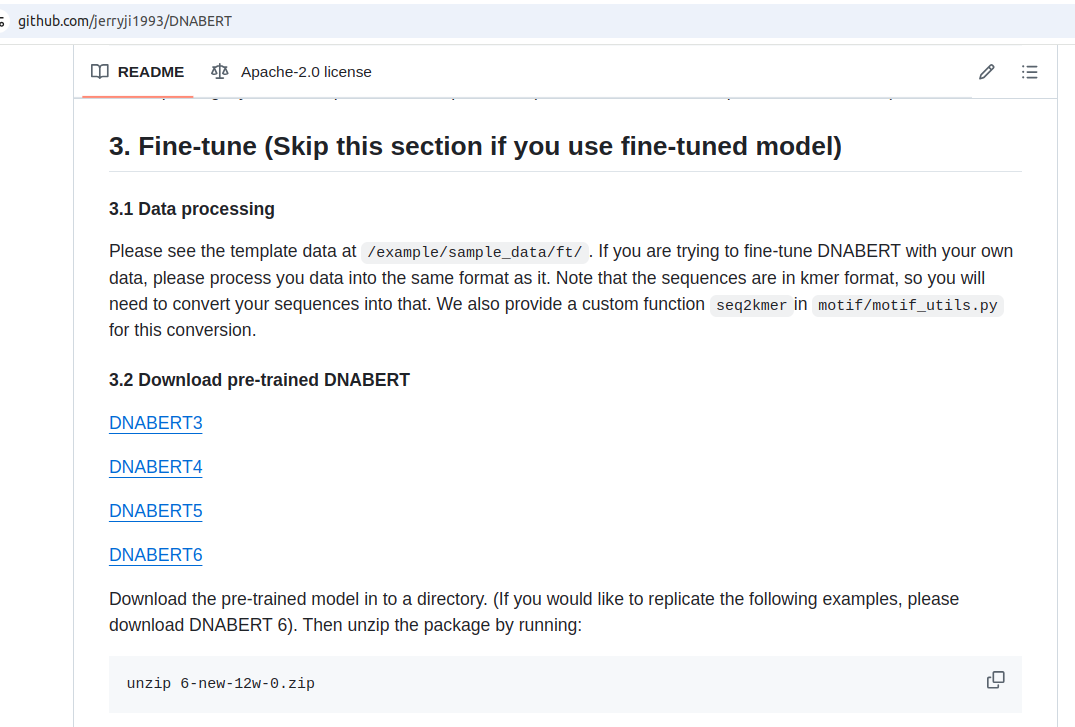 github.com/jerryji1993/DNABERT
README Apache-2.0 license
3. Fine-tune (Skip this section if you use fine-tuned model)
3.1 Data processing
Please see the template data at /example/sample_data/ft/ . If you are trying to fine-tune DNABERT with your own
data, please process you data into the same format as it. Note that the sequences are in kmer format, so you will
need to convert your sequences into that. We also provide a custom function seq2kmer in motif/motif_utils.py
for this conversion.
3.2 Download pre-trained DNABERT
DNABERT3
DNABERT4
DNABERT5
DNABERT6
Download the pre-trained model in to a directory. (If you would like to replicate the following examples, please
download DNABERT 6). Then unzip the package by running:
unzip 6-new-12w-0.zip